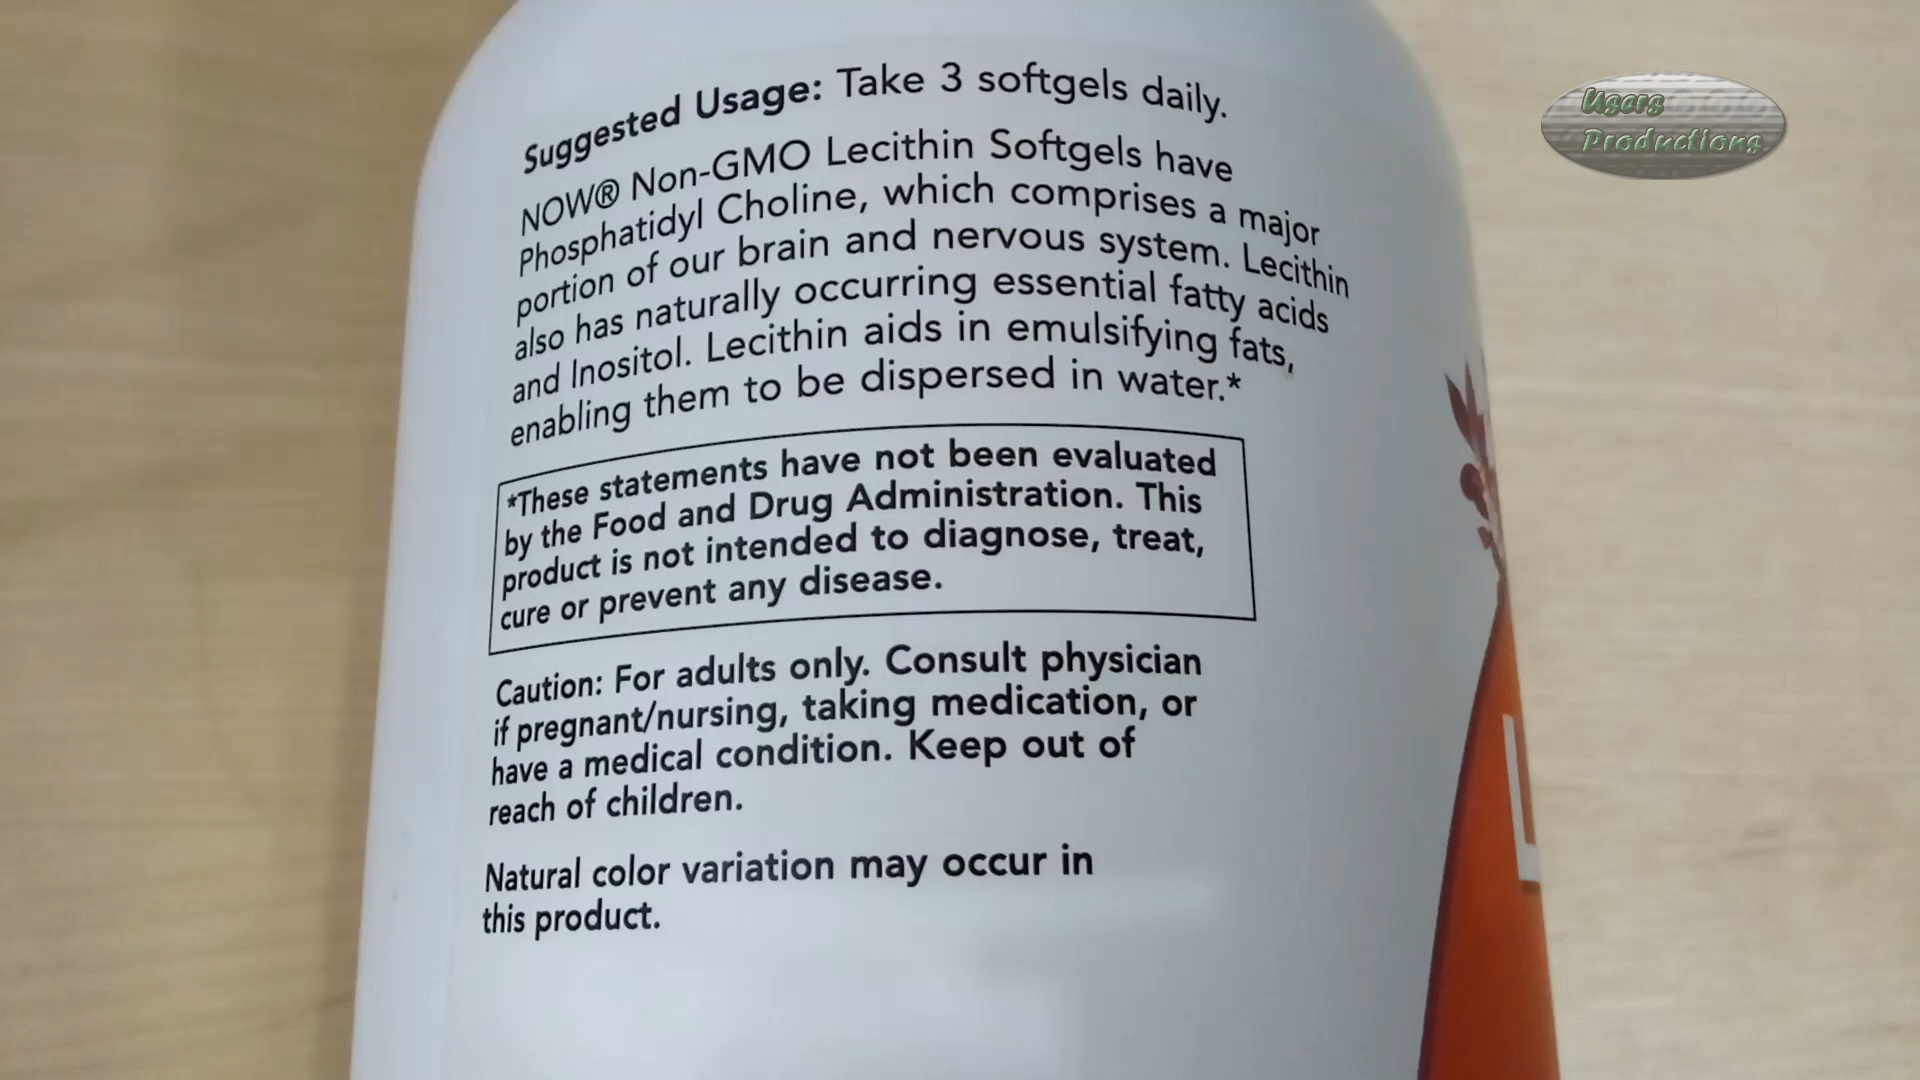 Users
Productions
Suggested Usage: Take 3 softgels daily.
NOW® Non-GMO Lecithin Softgels have
Phosphatidyl Choline, which comprises a major
portion of our brain and nervous system. Lecithin
also has naturally occurring essential fatty acids
and Inositol. Lecithin aids in emulsifying fats,
enabling them to be dispersed in water.*
*These statements have not been evaluated
by the Food and Drug Administration. This
product is not intended to diagnose, treat,
cure or prevent any disease.
Caution: For adults only. Consult physician
if pregnant/nursing, taking medication, or
have a medical condition. Keep out of
reach of children.
Natural color variation may occur in
this product.
L